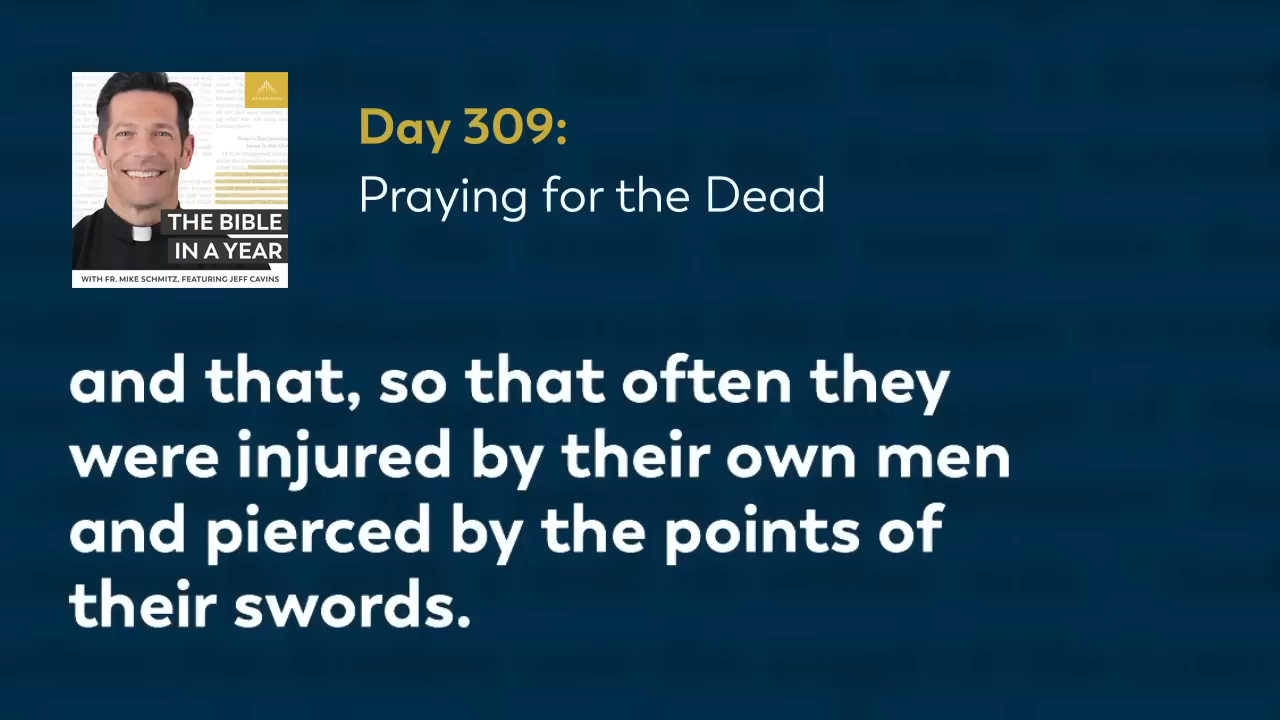 Day 309:
Praying for the Dead
THE BIBLE
IN A YEAR
WITH FR. MIKE SCHMITZ, FEATURING JEFF CAVINS
and that, so that often they
were injured by their own men
and pierced by the points of
their swords.